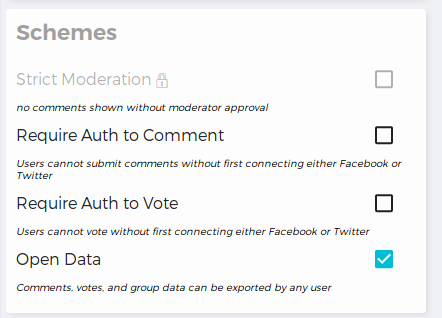 Schemes
Strict Moderation
no comments shown without moderator approval
Require Auth to Comment
Users cannot submit comments without first connecting either Facebook or
Twitter
Require Auth to Vote
Users cannot vote without first connecting either Facebook or Twitter
Open Data
Comments, votes, and group data can be exported by any user